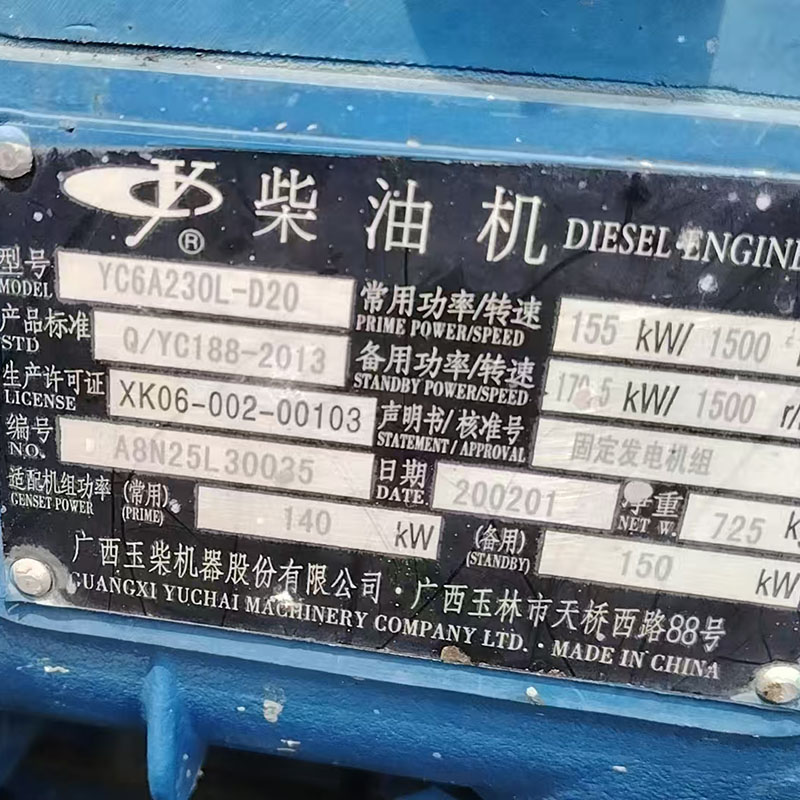 柴油机 DIESEL ENGINE
®
型号 MODEL YC6A230L-D20 常用功率/转速 PRIME POWER/SPEED 155 kW/ 1500
产品标准 STD Q/YC188-2013 备用功率/转速 STANDBY POWER/SPEED 170.5 kW/ 1500 r/
生产许可证 LICENSE XK06-002-00103 声明书/核准号 STATEMENT/APPROVAL 固定发电机组
编号 NO. A8N25L30035 日期 DATE 200201 净重 NET W. 725 k
适配机组功率 GENSET POWER (常用) (PRIME) 140 kW (备用) (STANDBY) 150 kW
广西玉柴机器股份有限公司·广西玉林市天桥西路88号
GUANGXI YUCHAI MACHINERY COMPANY LTD. · MADE IN CHINA